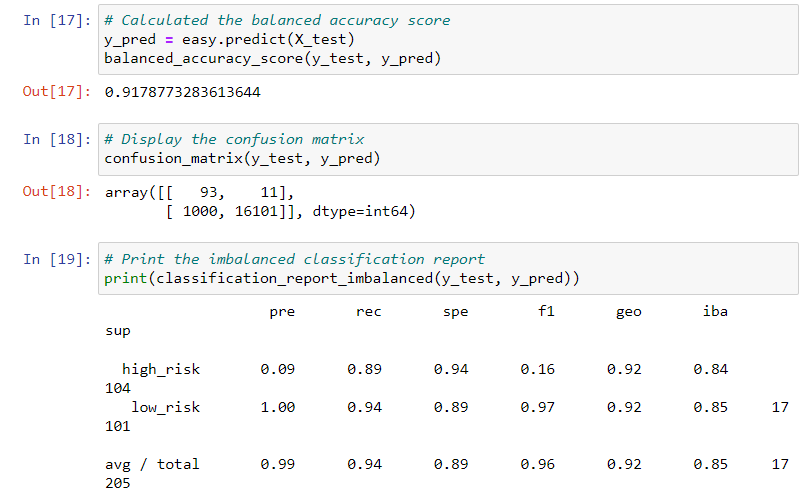 In [17]: # Calculated the balanced accuracy score
y_pred = easy.predict(X_test)
balanced_accuracy_score(y_test, y_pred)
Out[17]: 0.9178773283613644
In [18]: # Display the confusion matrix
confusion_matrix(y_test, y_pred)
Out[18]: array([[   93,    11],
       [ 1000, 16101]], dtype=int64)
In [19]: # Print the imbalanced classification report
print(classification_report_imbalanced(y_test, y_pred))
pre rec spe f1 geo iba
sup
high_risk 0.09 0.89 0.94 0.16 0.92 0.84
104
low_risk 1.00 0.94 0.89 0.97 0.92 0.85 17
101
avg / total 0.99 0.94 0.89 0.96 0.92 0.85 17
205